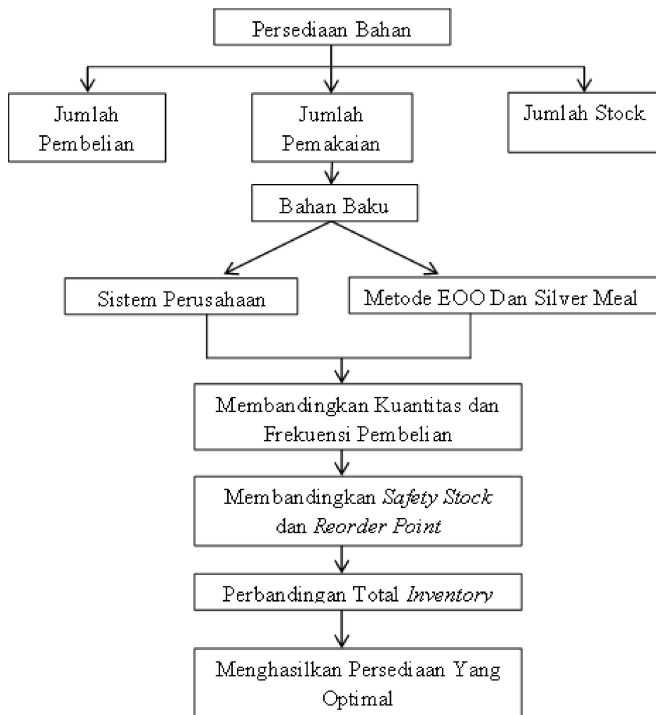 Persediaan Bahan
Jumlah
Pembelian
Jumlah
Pemakaian
Jumlah Stock
Bahan Baku
Sistem Perusahaan
Metode EOO Dan Silver Meal
Membandingkan Kuantitas dan
Frekuensi Pembelian
Membandingkan Safety Stock
dan Reorder Point
Perbandingan Total Inventory
Menghasilkan Persediaan Yang
Optimal